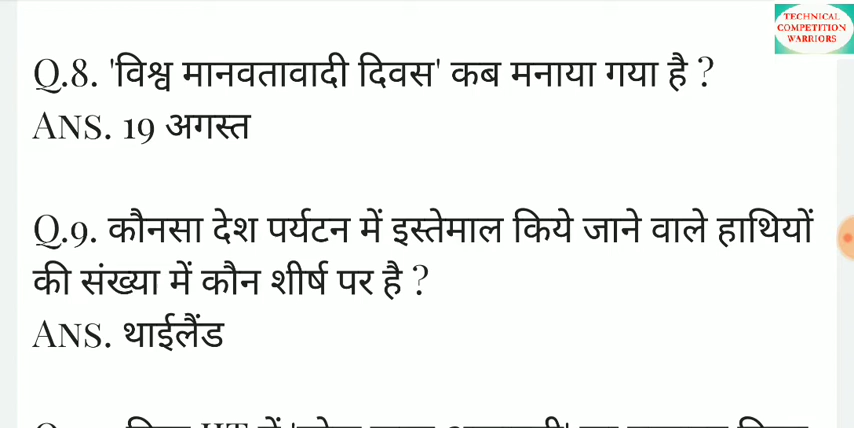 TECHNICAL
COMPETITION
WARRIORS
Q.8. 'विश्व मानवतावादी दिवस' कब मनाया गया है ?
ANS. 19 अगस्त
Q.9. कौनसा देश पर्यटन में इस्तेमाल किये जाने वाले हाथियों
की संख्या में कौन शीर्ष पर है ?
ANS. थाईलैंड